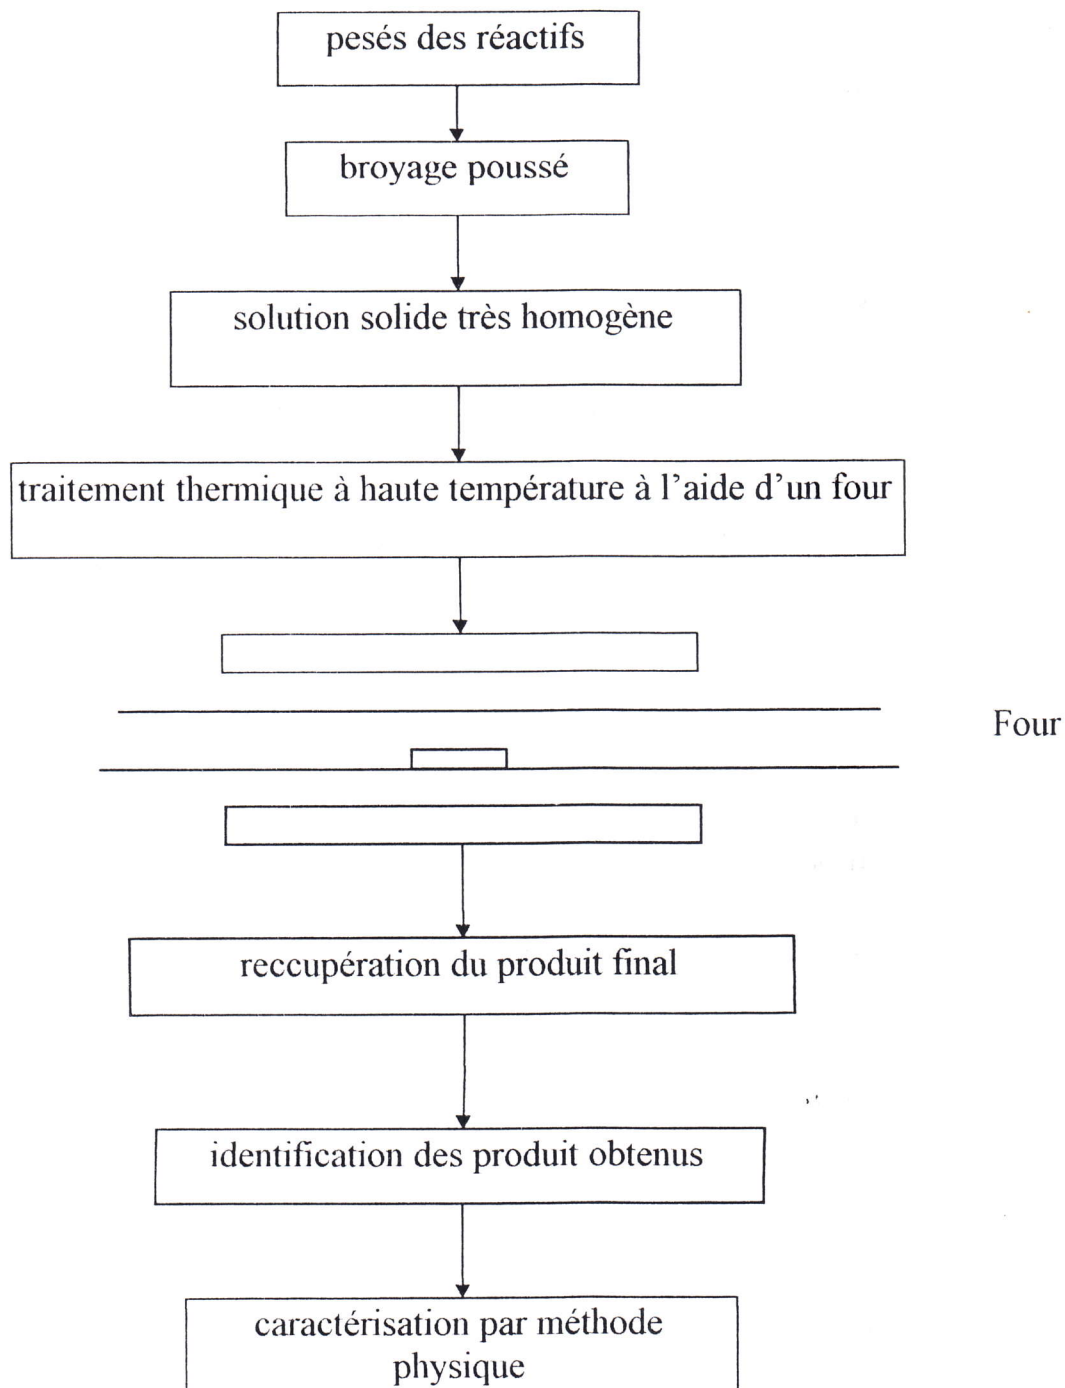 pesés des réactifs
broyage poussé
solution solide très homogène
traitement thermique à haute température à l'aide d'un four
Four
reccupération du produit final
identification des produit obtenus
caractérisation par méthode
physique